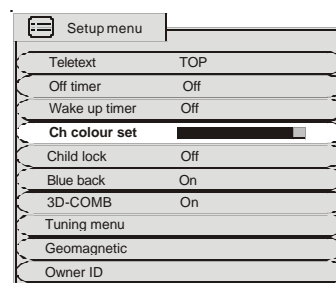 Setup menu
Teletext TOP
Off timer Off
Wake up timer Off
Ch colour set
Child lock Off
Blue back On
3D-COMB On
Tuning menu
Geomagnetic
Owner ID